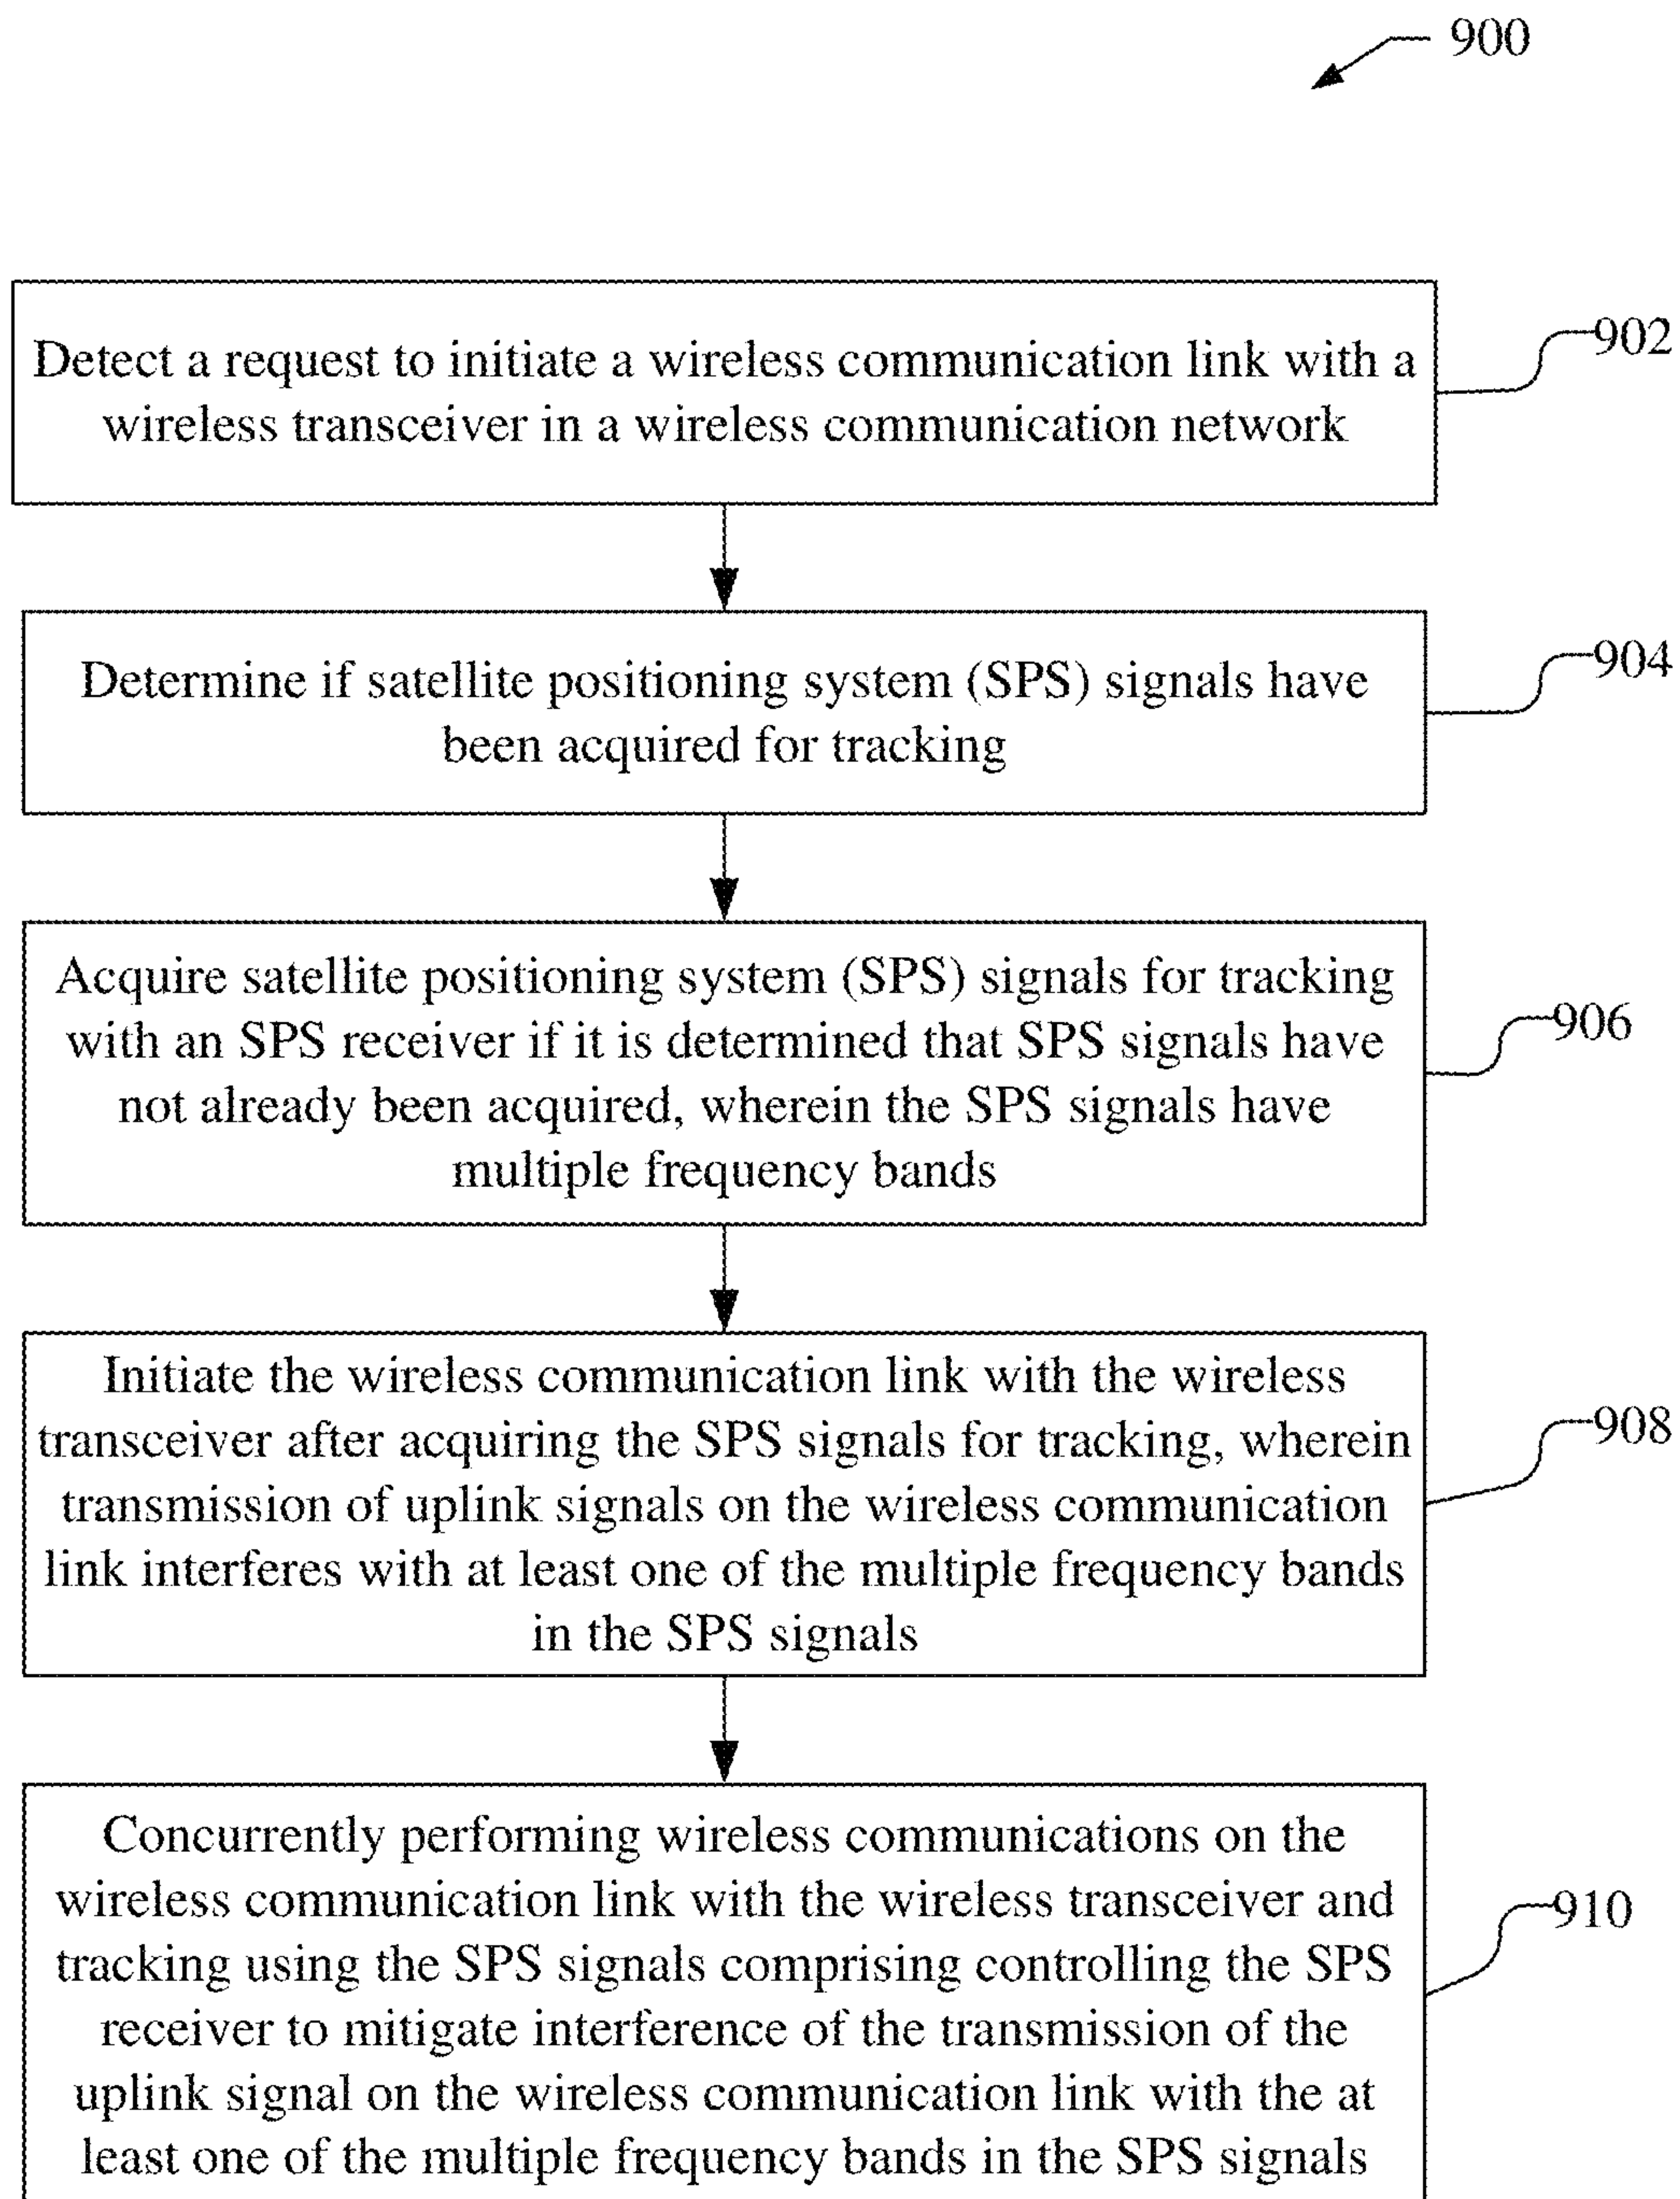 900
Detect a request to initiate a wireless communication link with a
wireless transceiver in a wireless communication network
902
Determine if satellite positioning system (SPS) signals have
been acquired for tracking
904
Acquire satellite positioning system (SPS) signals for tracking
with an SPS receiver if it is determined that SPS signals have
not already been acquired, wherein the SPS signals have
multiple frequency bands
906
Initiate the wireless communication link with the wireless
transceiver after acquiring the SPS signals for tracking, wherein
transmission of uplink signals on the wireless communication
link interferes with at least one of the multiple frequency bands
in the SPS signals
908
Concurrently performing wireless communications on the
wireless communication link with the wireless transceiver and
tracking using the SPS signals comprising controlling the SPS
receiver to mitigate interference of the transmission of the
uplink signal on the wireless communication link with the at
least one of the multiple frequency bands in the SPS signals
910